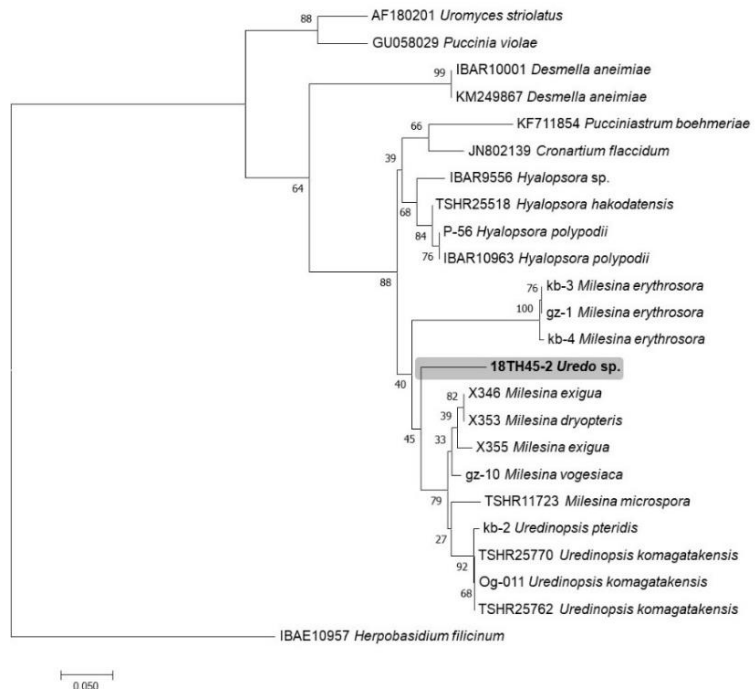 88
AF180201 Uromyces striolatus
GU058029 Puccinia violae
99
IBAR10001 Desmella aneimiae
KM249867 Desmella aneimiae
64
66
KF711854 Pucciniastrum boehmeriae
JN802139 Cronartium flaccidum
39
IBAR9556 Hyalopsora sp.
68
TSHR25518 Hyalopsora hakodatensis
84
P-56 Hyalopsora polypodii
76
IBAR10963 Hyalopsora polypodii
88
76
kb-3 Milesina erythrosora
100
gz-1 Milesina erythrosora
kb-4 Milesina erythrosora
40
18TH45-2 Uredo sp.
82
X346 Milesina exigua
39
X353 Milesina dryopteris
45
33
X355 Milesina exigua
gz-10 Milesina vogesiaca
79
TSHR11723 Milesina microspora
27
kb-2 Uredinopsis pteridis
TSHR25770 Uredinopsis komagatakensis
92
Og-011 Uredinopsis komagatakensis
68
TSHR25762 Uredinopsis komagatakensis
IBAE10957 Herpobasidium filicinum
0.050